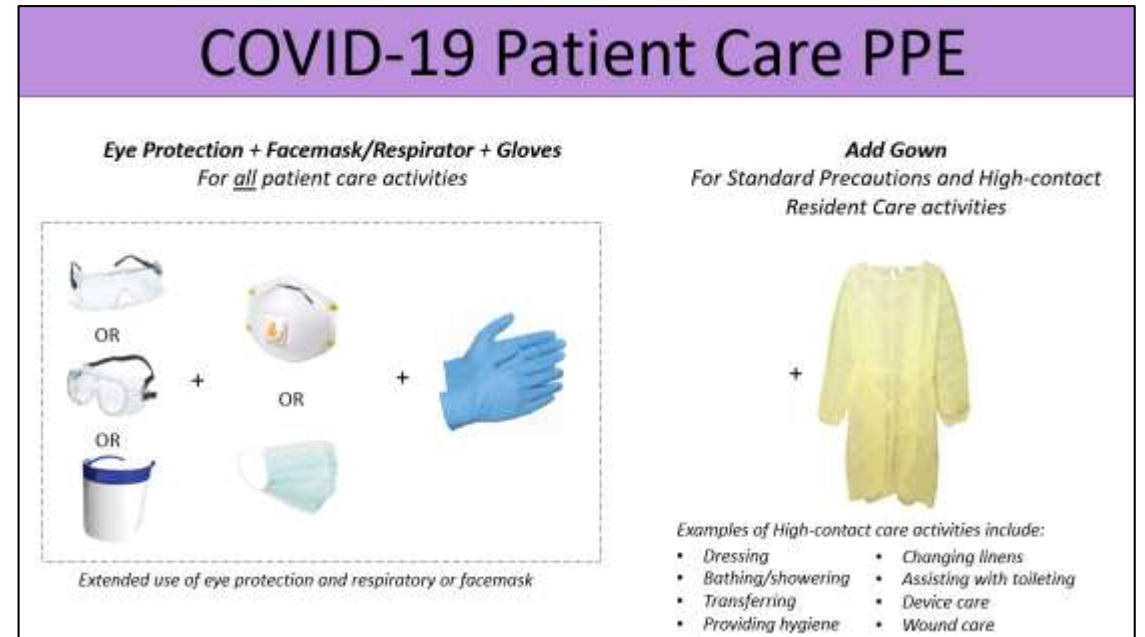 COVID-19 Patient Care PPE
Eye Protection + Facemask/Respirator + Gloves
For all patient care activities
OR
OR
+
OR
+
Extended use of eye protection and respiratory or facemask
Add Gown
For Standard Precautions and High-contact
Resident Care activities
+
Examples of High-contact care activities include:
• Dressing
• Bathing/showering
• Transferring
• Providing hygiene
• Changing linens
• Assisting with toileting
• Device care
• Wound care